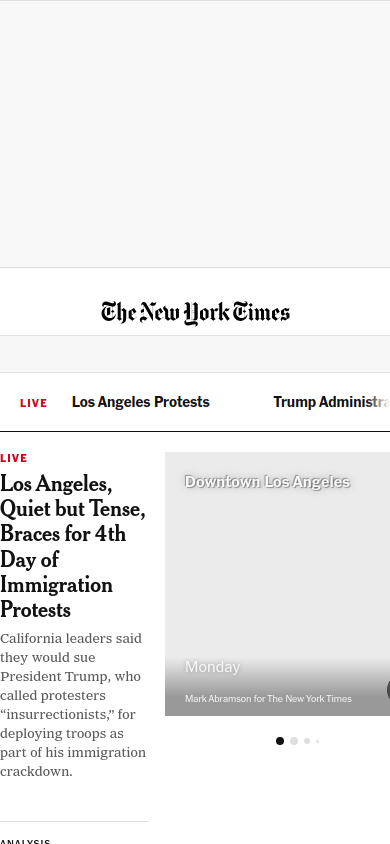 The New York Times
LIVE Los Angeles Protests Trump Administra
LIVE
Los Angeles,
Quiet but Tense,
Braces for 4th
Day of
Immigration
Protests
California leaders said
they would sue
President Trump, who
called protesters
“insurrectionists,” for
deploying troops as
part of his immigration
crackdown.
Downtown Los Angeles
Monday
Mark Abramson for The New York Times
ANALYSIS